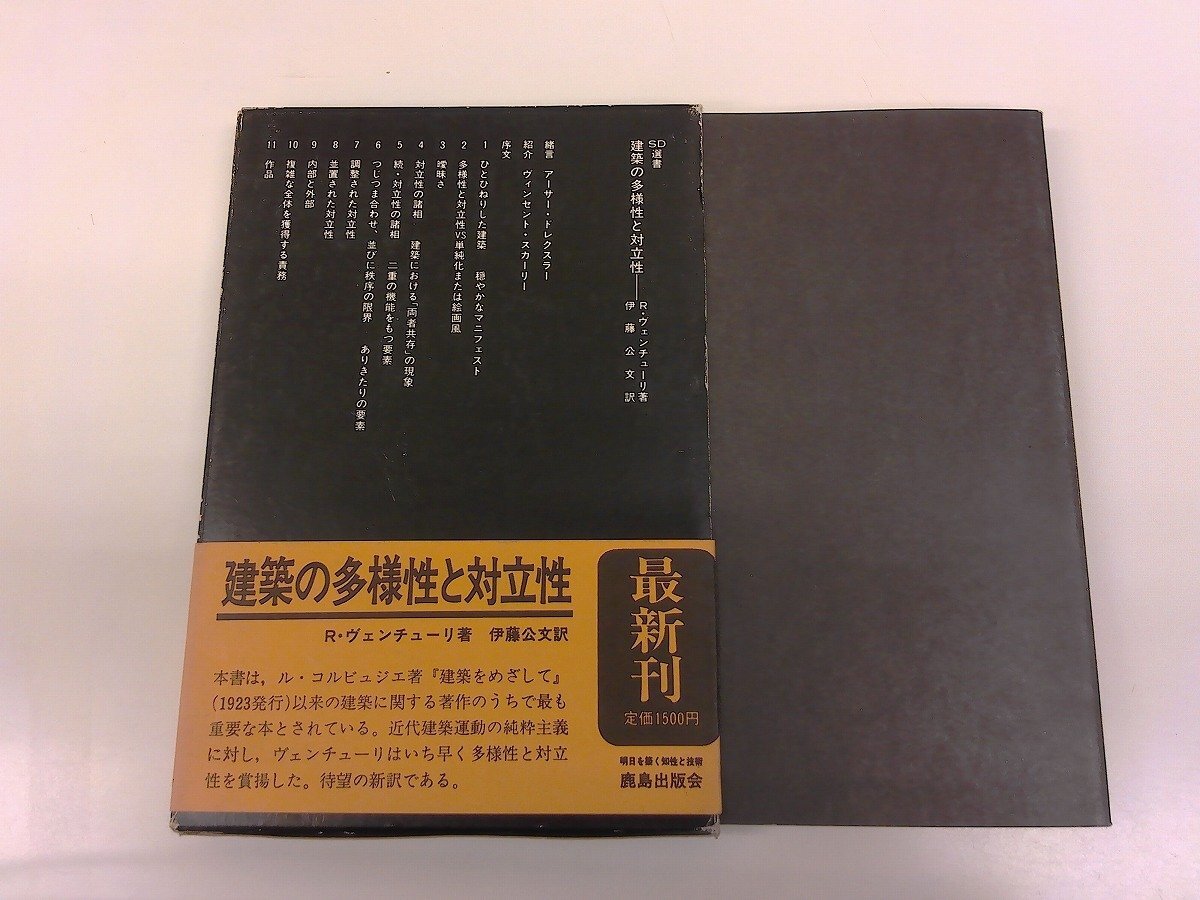 SD選書
建築の多様性と対立性――R・ヴェンチューリ著
伊藤公文訳
緒言 アーサー・ドレクスラー
紹介 ヴィンセント・スカーリー
序文
1 ひとひねりした建築 穏やかなマニフェスト
2 多様性と対立性VS単純化または絵画風
3 曖昧さ
4 対立性の諸相 建築における「両者共存」の現象
5 続・対立性の諸相 二重の機能をもつ要素
6 つじつま合わせ、並びに秩序の限界 ありきたりの要素
7 調整された対立性
8 並置された対立性
9 内部と外部
10 複雑な全体を獲得する責務
11 作品
建築の多様性と対立性
R・ヴェンチューリ著 伊藤公文訳
本書は，ル・コルビュジエ著『建築をめざして』
(1923発行)以来の建築に関する著作のうちで最も
重要な本とされている。近代建築運動の純粋主義
に対し，ヴェンチューリはいち早く多様性と対立
性を賞揚した。待望の新訳である。
最新刊
定価1500円
明日を築く知性と技術
鹿島出版会